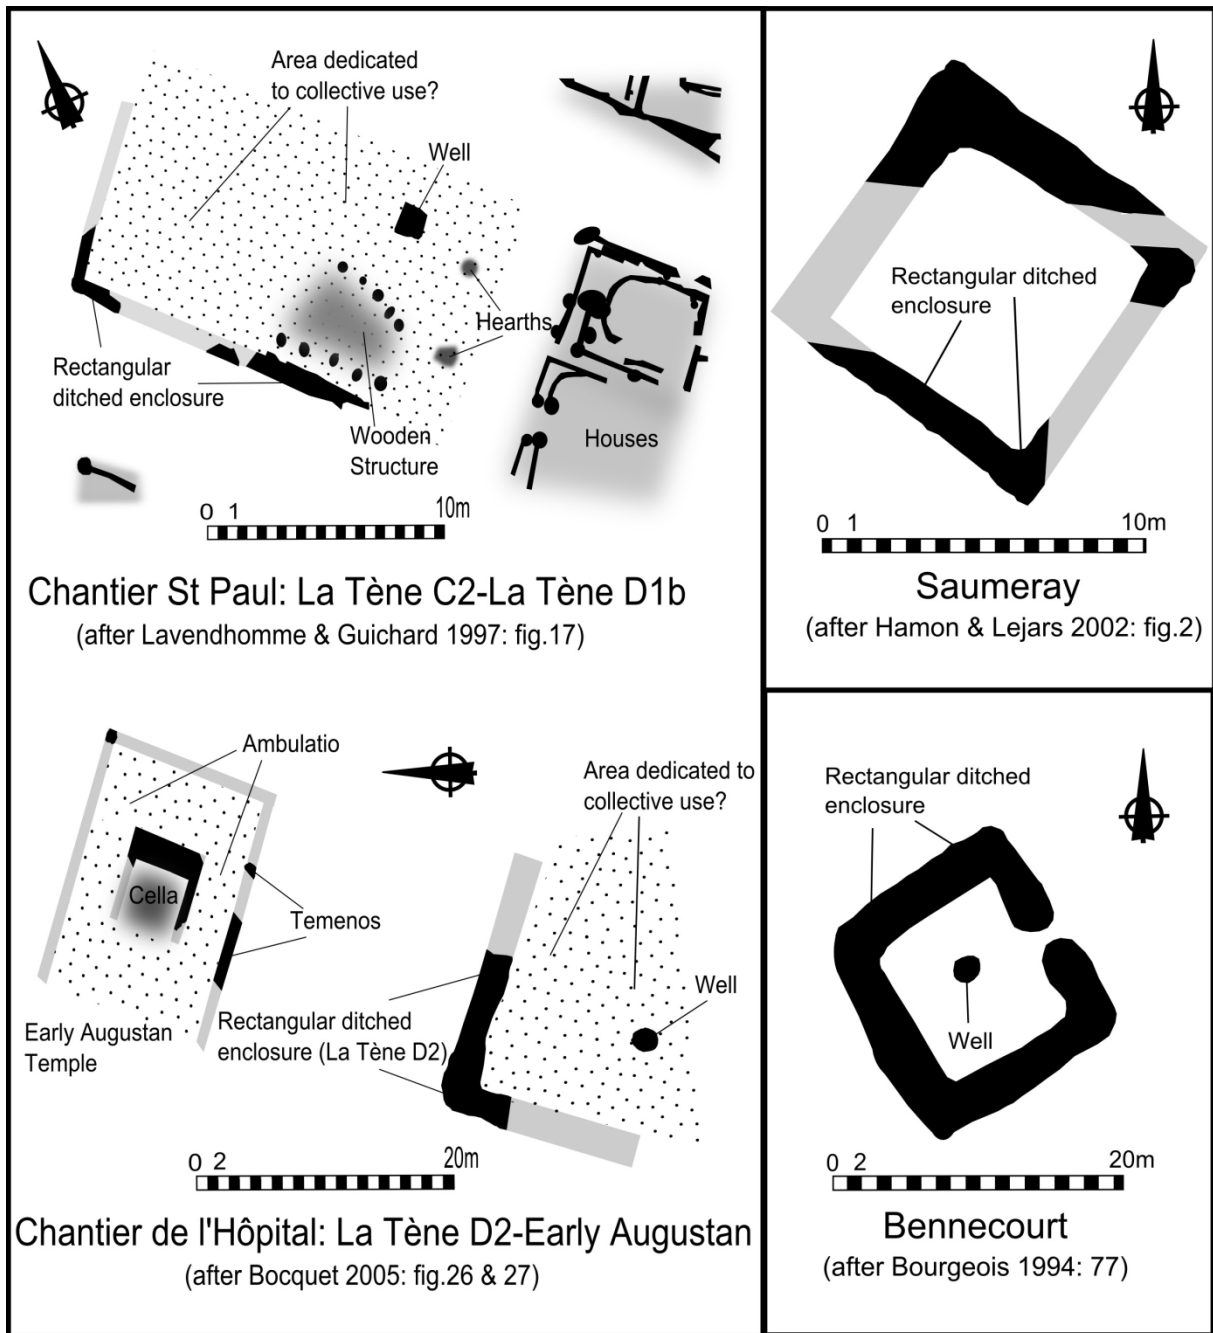 Area dedicated
to collective use?
Well
Hearths
Rectangular
ditched enclosure
Wooden
Structure
Houses
0 1 10m
Chantier St Paul: La Tène C2-La Tène D1b
(after Lavendhomme & Guichard 1997: fig.17)
Rectangular ditched
enclosure
0 1 10m
Saumeray
(after Hamon & Lejars 2002: fig.2)
Ambulatio
Cella
Temenos
Early Augustan
Temple
Area dedicated to
collective use?
Well
Rectangular ditched
enclosure (La Tène D2)
0 2 20m
Chantier de l'Hôpital: La Tène D2-Early Augustan
(after Bocquet 2005: fig.26 & 27)
Rectangular ditched
enclosure
Well
0 2 20m
Bennecourt
(after Bourgeois 1994: 77)